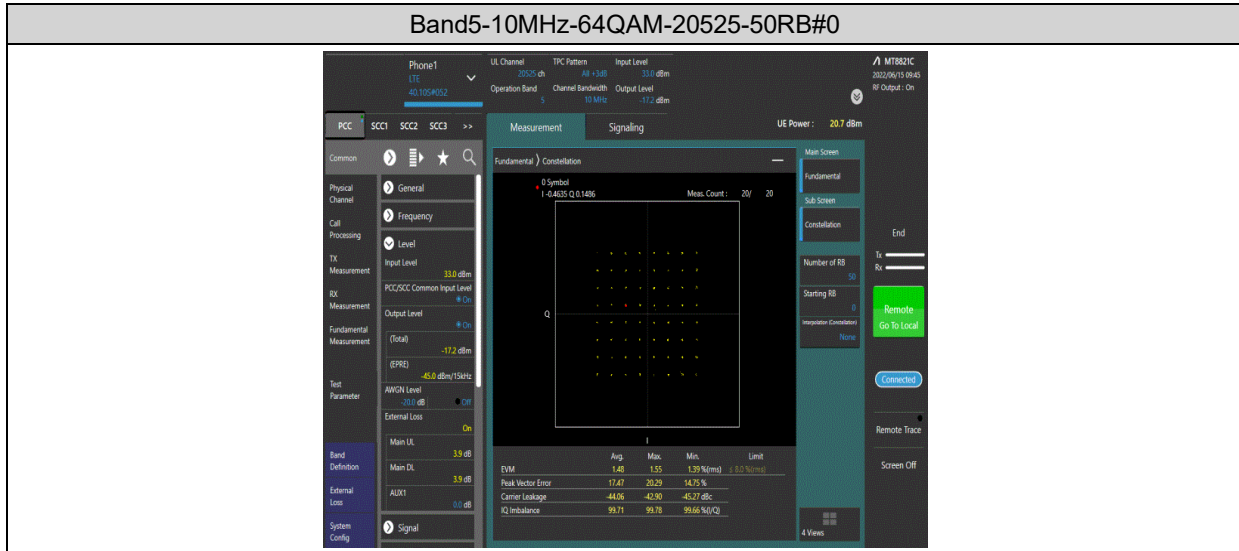 Band5-10MHz-64QAM-20525-50RB#0
Phone1
LTE
40.10S#052
UL Channel TPC Pattern Input Level
20525 ch All +3dB 33.0 dBm
Operation Band Channel Bandwidth Output Level
5 10 MHz -17.2 dBm
MT8821C
2022/06/15 09:45
RF Output : On
PCC SCC1 SCC2 SCC3 >>
Measurement Signaling
UE Power : 20.7 dBm
Common
Physical
Channel
Call
Processing
TX
Measurement
RX
Measurement
Fundamental
Measurement
Test
Parameter
Band
Definition
External
Loss
System
Config
General
Frequency
Level
Input Level
33.0 dBm
PCC/SCC Common Input Level
On
Output Level
On
(Total)
-17.2 dBm
(EPRE)
-45.0 dBm/15kHz
AWGN Level
-20.0 dB Off
External Loss
On
Main UL
3.9 dB
Main DL
3.9 dB
AUX1
0.0 dB
Signal
Fundamental ) Constellation
0 Symbol
I -0.4635 Q 0.1486 Meas. Count : 20/ 20
Q
I
Avg. Max. Min. Limit
EVM 1.48 1.55 1.39 %(rms) ≤ 8.0 %(rms)
Peak Vector Error 17.47 20.29 14.75 %
Carrier Leakage -44.06 -42.90 -45.27 dBc
IQ Imbalance 99.71 99.78 99.66 %(I/Q)
Main Screen
Fundamental
Sub Screen
Constellation
Number of RB
50
Starting RB
0
Interpolation (Constellation)
None
4 Views
End
Tx
Rx
Remote
Go To Local
Connected
Remote Trace
Screen Off